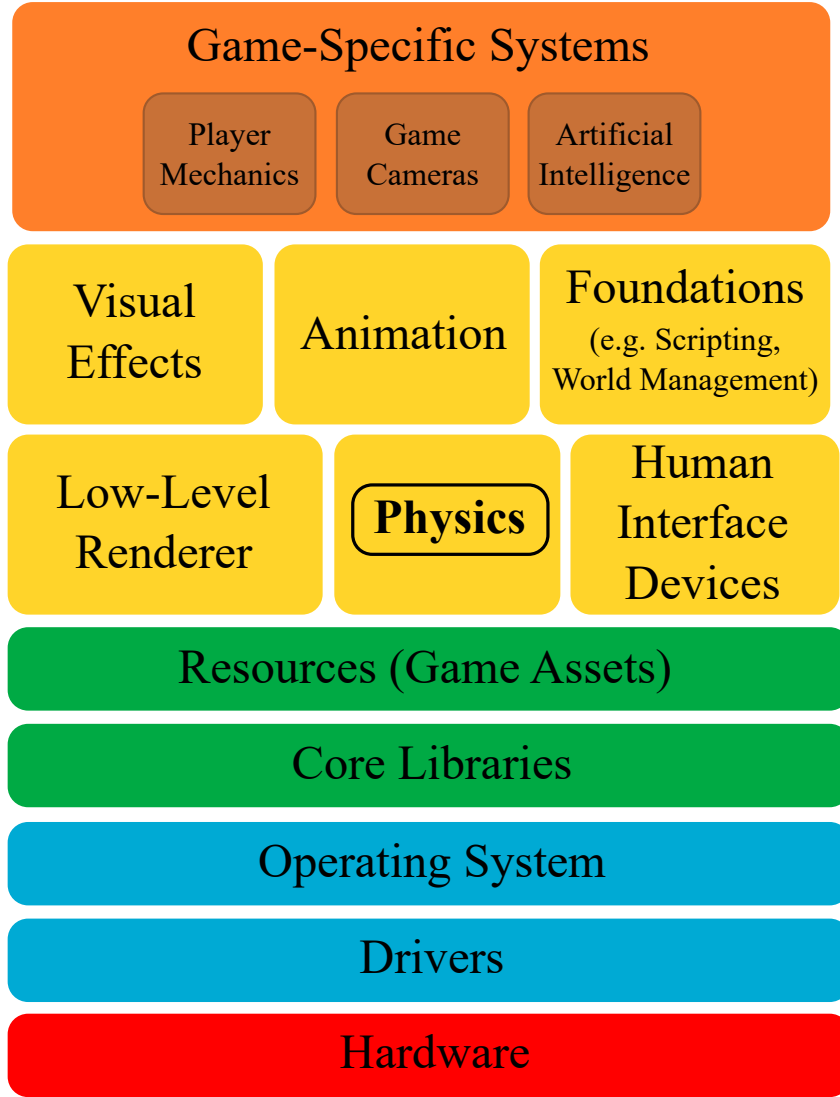 Game-Specific Systems
Player
Mechanics
Game
Cameras
Artificial
Intelligence
Visual
Effects
Animation
Foundations
(e.g. Scripting,
World Management)
Low-Level
Renderer
Physics
Human
Interface
Devices
Resources (Game Assets)
Core Libraries
Operating System
Drivers
Hardware